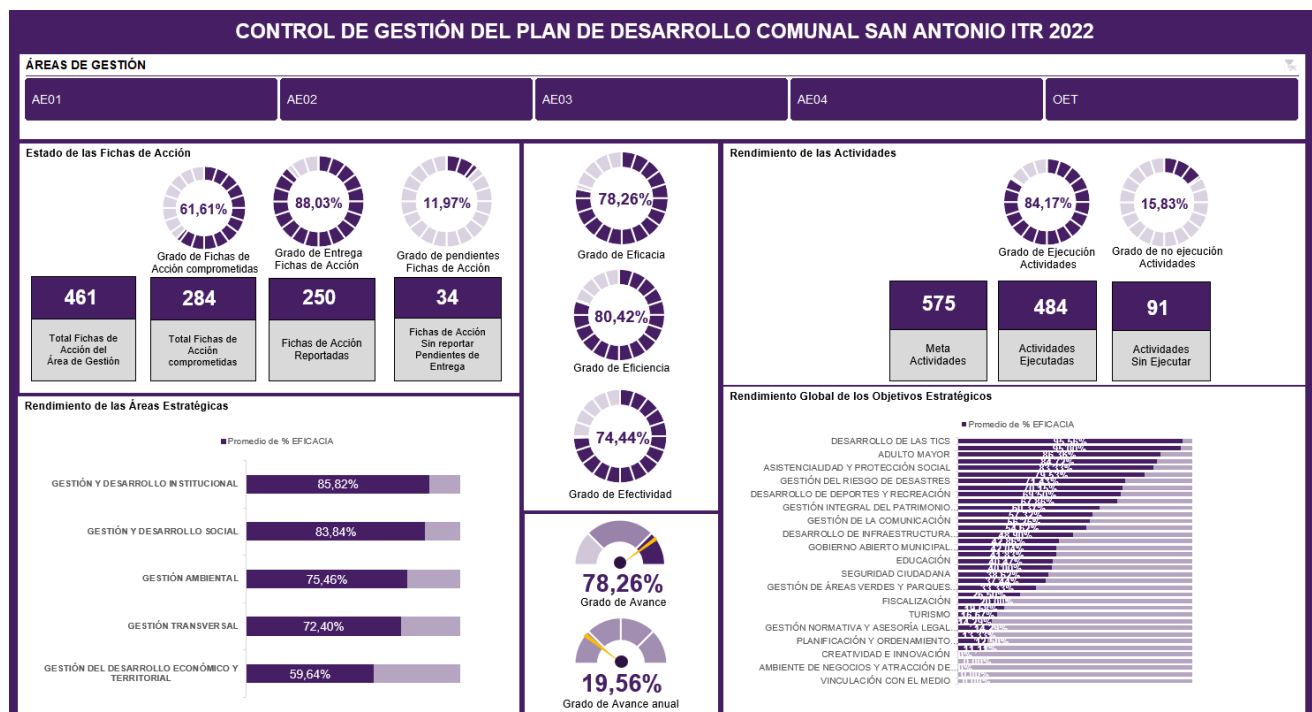 CONTROL DE GESTIÓN DEL PLAN DE DESARROLLO COMUNAL SAN ANTONIO ITR 2022
ÁREAS DE GESTIÓN
AE01
AE02
AE03
AE04
OET
Estado de las Fichas de Acción
61,61%
Grado de Fichas de
Acción comprometidas
88,03%
Grado de Entrega
Fichas de Acción
11,97%
Grado de pendientes
Fichas de Acción
461
Total Fichas de
Acción del
Área de Gestión
284
Total Fichas de
Acción
comprometidas
250
Fichas de Acción
Reportadas
34
Fichas de Acción
Sin reportar
Pendientes de
Entrega
78,26%
Grado de Eficacia
80,42%
Grado de Eficiencia
74,44%
Grado de Efectividad
78,26%
Grado de Avance
19,56%
Grado de Avance anual
Rendimiento de las Actividades
84,17%
Grado de Ejecución
Actividades
15,83%
Grado de no ejecución
Actividades
575
Meta
Actividades
484
Actividades
Ejecutadas
91
Actividades
Sin Ejecutar
Rendimiento de las Áreas Estratégicas
Promedio de % EFICACIA
GESTIÓN Y DESARROLLO INSTITUCIONAL
85,82%
GESTIÓN Y DESARROLLO SOCIAL
83,84%
GESTIÓN AMBIENTAL
75,46%
GESTIÓN TRANSVERSAL
72,40%
GESTIÓN DEL DESARROLLO ECONÓMICO Y
TERRITORIAL
59,64%
Rendimiento Global de los Objetivos Estratégicos
Promedio de % EFICACIA
DESARROLLO DE LAS TICS
ADULTO MAYOR
ASISTENCIALIDAD Y PROTECCIÓN SOCIAL
GESTIÓN DEL RIESGO DE DESASTRES
DESARROLLO DE DEPORTES Y RECREACIÓN
GESTIÓN INTEGRAL DEL PATRIMONIO...
GESTIÓN DE LA COMUNICACIÓN
DESARROLLO DE INFRAESTRUCTURA...
GOBIERNO ABIERTO MUNICIPAL...
EDUCACIÓN
SEGURIDAD CIUDADANA
GESTIÓN DE ÁREAS VERDES Y PARQUES...
FISCALIZACIÓN
TURISMO
GESTIÓN NORMATIVA Y ASESORÍA LEGAL...
PLANIFICACIÓN Y ORDENAMIENTO...
CREATIVIDAD E INNOVACIÓN
AMBIENTE DE NEGOCIOS Y ATRACCIÓN DE...
VINCULACIÓN CON EL MEDIO